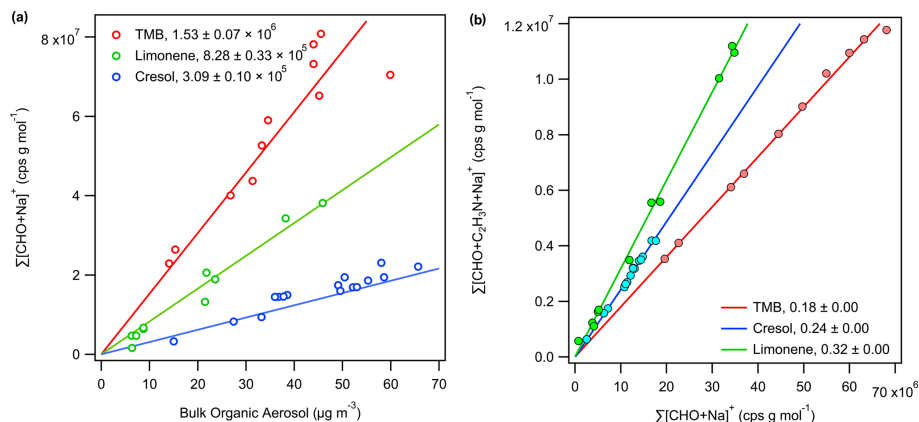 (a)
TMB, 1.53 ± 0.07 × 10⁶
Limonene, 8.28 ± 0.33 × 10⁵
Cresol, 3.09 ± 0.10 × 10⁵
8 x10⁷
6
4
2
0
0 10 20 30 40 50 60 70
Bulk Organic Aerosol (µg m⁻³)
∑[CHO+Na]⁺ (cps g mol⁻¹)
(b)
1.2 x 10⁷
1.0
0.8
0.6
0.4
0.2
0.0
TMB, 0.18 ± 0.00
Cresol, 0.24 ± 0.00
Limonene, 0.32 ± 0.00
0 10 20 30 40 50 60 70 x10⁶
∑[CHO+Na]⁺ (cps g mol⁻¹)
∑[CHO+C₂H₃N+Na]⁺ (cps g mol⁻¹)